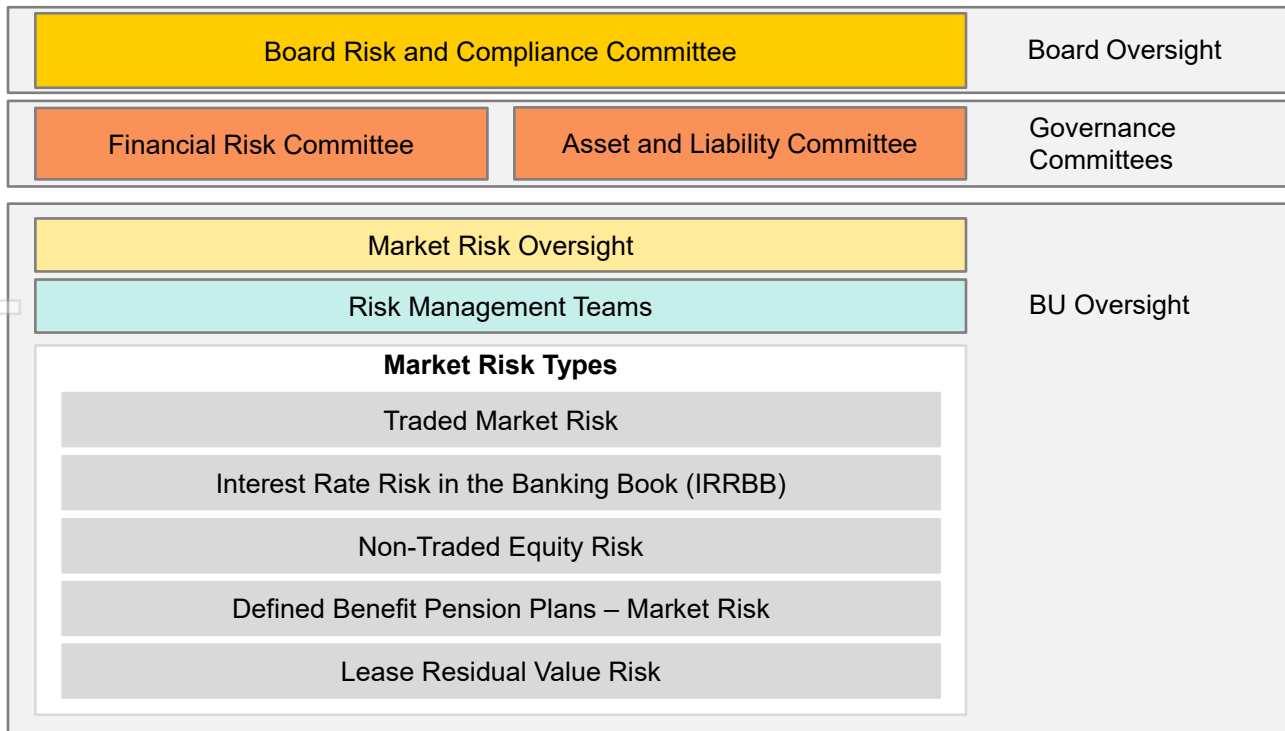 Board Risk and Compliance Committee
Board Oversight
Financial Risk Committee
Asset and Liability Committee
Governance
Committees
Market Risk Oversight
Risk Management Teams
BU Oversight
Market Risk Types
Traded Market Risk
Interest Rate Risk in the Banking Book (IRRBB)
Non-Traded Equity Risk
Defined Benefit Pension Plans – Market Risk
Lease Residual Value Risk